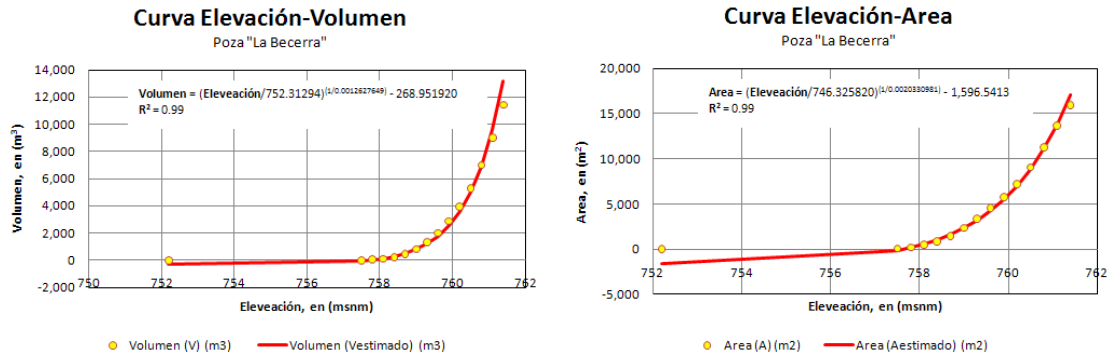 Curva Elevación-Volumen
Poza "La Becerra"
Volumen, en (m³)
14,000
12,000
10,000
8,000
6,000
4,000
2,000
0
-2,000
Volumen = (Eleveación/752.31294)^(1/0.0012627649) - 268.951920
R² = 0.99
750 752 754 756 758 760 762
Eleveación, en (msnm)
Volumen (V) (m3) Volumen (Vestimado) (m3)
Curva Elevación-Area
Poza "La Becerra"
Area, en (m²)
20,000
15,000
10,000
5,000
0
-5,000
Area = (Eleveación/746.325820)^(1/0.0020330981) - 1,596.5413
R² = 0.99
752 754 756 758 760 762
Eleveación, en (msnm)
Area (A) (m2) Area (Aestimado) (m2)